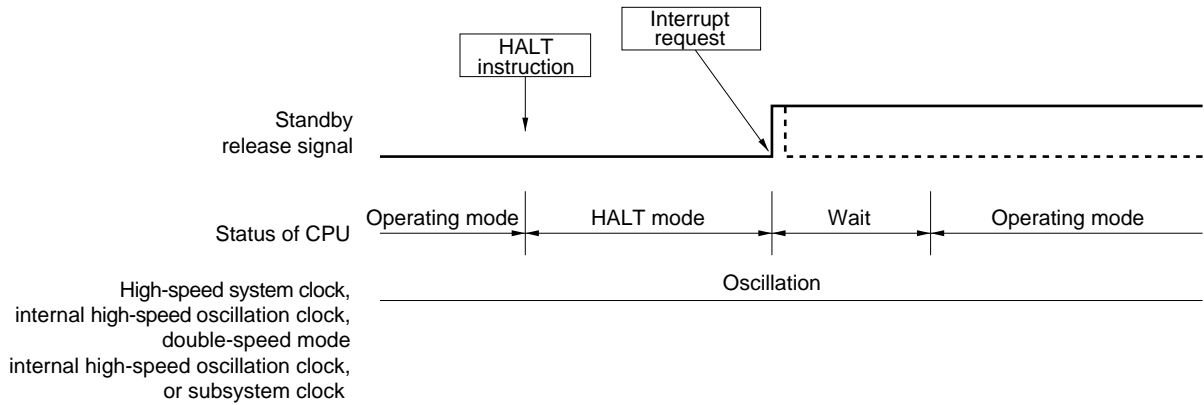 Interrupt
request
HALT
instruction
Standby
release signal
Status of CPU
Operating mode
HALT mode
Wait
Operating mode
High-speed system clock,
internal high-speed oscillation clock,
double-speed mode
internal high-speed oscillation clock,
or subsystem clock
Oscillation